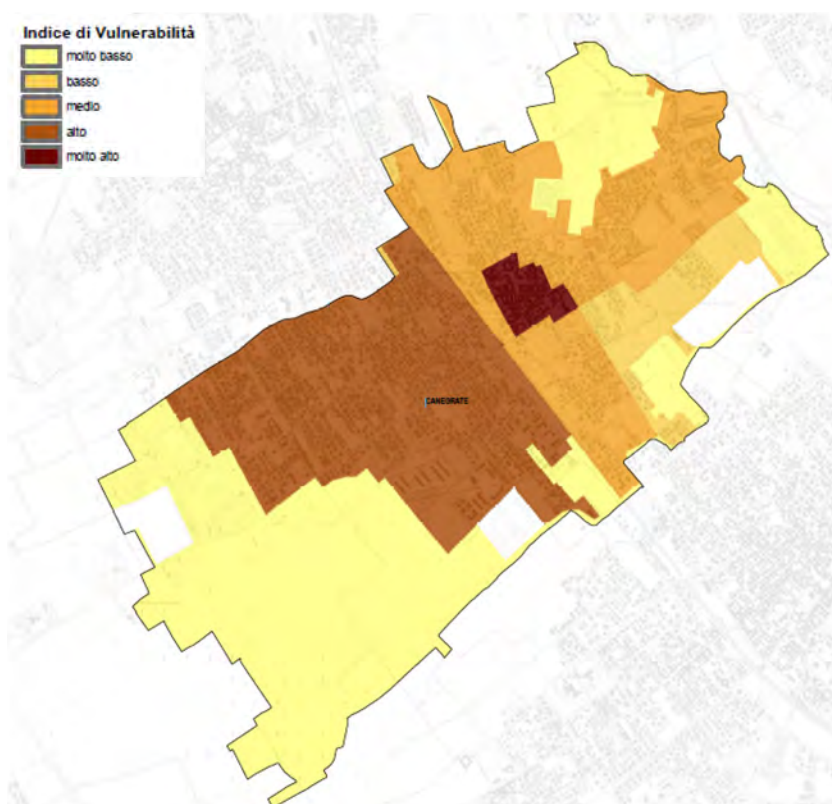 Indice di Vulnerabilità
molto basso
basso
medio
alto
molto alto
CANEGRATE